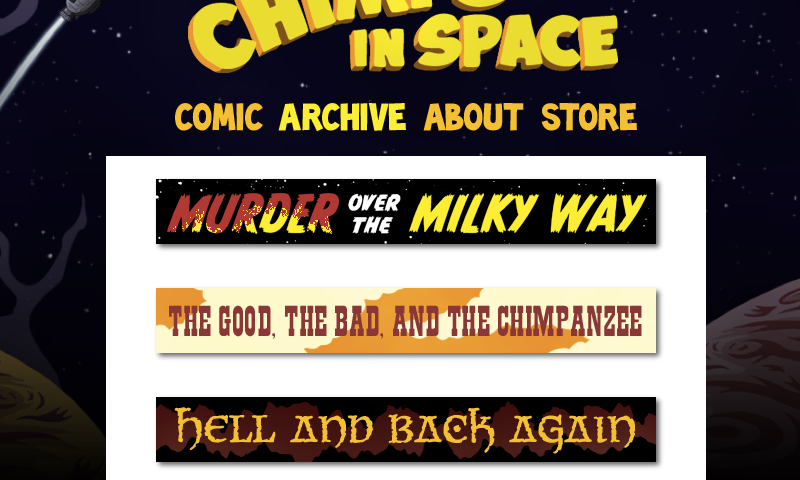 IN SPACE
COMIC ARCHIVE ABOUT STORE
MURDER OVER THE MILKY WAY
THE GOOD, THE BAD, AND THE CHIMPANZEE
HELL AND BACK AGAIN